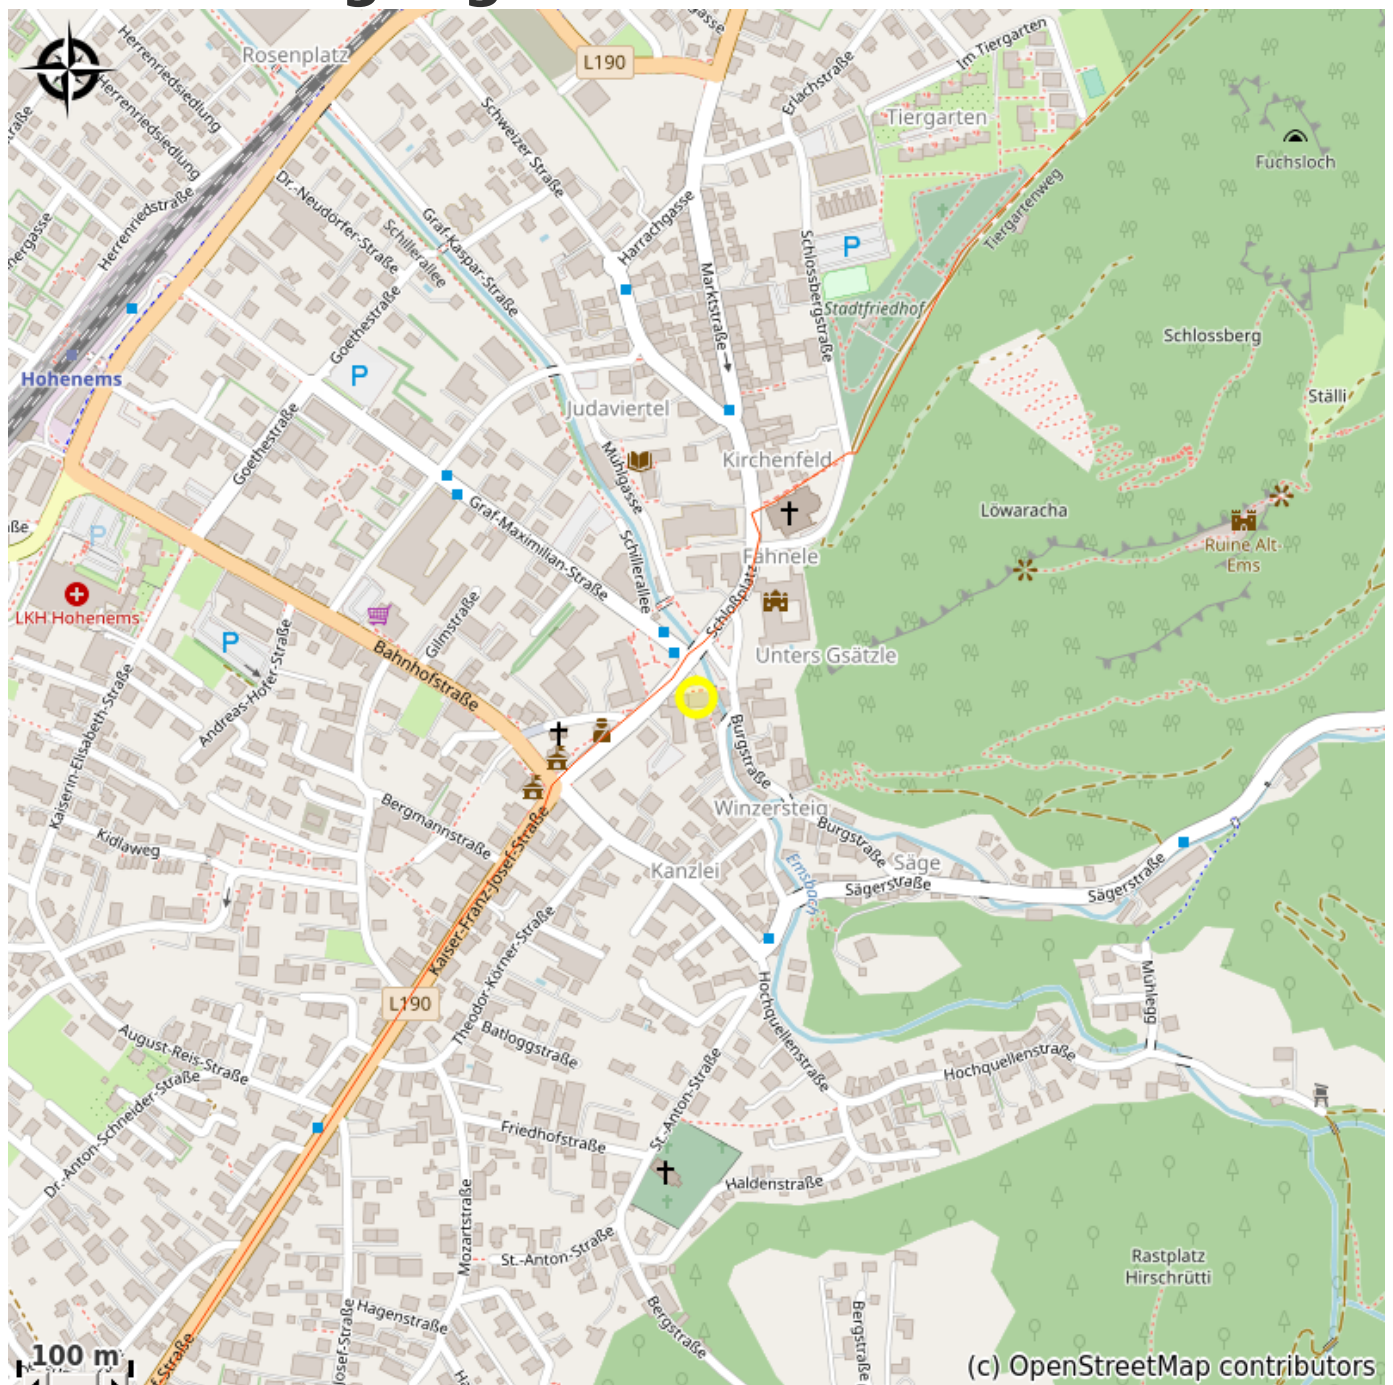 Rosenplatz
L190
Herrenriedsiedlung
Herrenriedsiedlung
Im Tiergarten
Erlachstraße
Schweizer Straße
Tiergarten
Fuchsloch
Herrenriedstraße
Dr.-Neudörfer-Straße
Schillerallee
Graf-Kaspar-Straße
Harrachgasse
Tiergartenweg
P
Schlossbergstraße
Marktstraße
Stadtfriedhof
Schlossberg
Goethestraße
Hohenems
P
Judaviertel
Ställi
Goethestraße
Mühlgasse
Kirchenfeld
Graf-Maximilian-Straße
Löwaracha
P
Schillerallee
Fahnele
Ruine Alt-
Ems
LKH Hohenems
Schloßplatz
Gilmstraße
P
Unters Gsätzle
Bahnhofstraße
Andreas-Hofer-Straße
Kaiserin-Elisabeth-Straße
Burgstraße
Winzersteig
Bergmannstraße
Burgstraße
Kidlaweg
Kanzlei
Säge
Emsbach
Sägerstraße
Sägerstraße
Kaiser-Franz-Josef-Straße
Theodor-Körner-Straße
L190
Mühlegg
Hochquellenstraße
Batloggstraße
August-Reis-Straße
Hochquellenstraße
Dr.-Anton-Schneider-Straße
St.-Anton-Straße
Friedhofstraße
Haldenstraße
Mozartstraße
St.-Anton-Straße
Rastplatz
Hirschrütti
Hagenstraße
Bergstraße
Bergstraße
100 m
(c) OpenStreetMap contributors